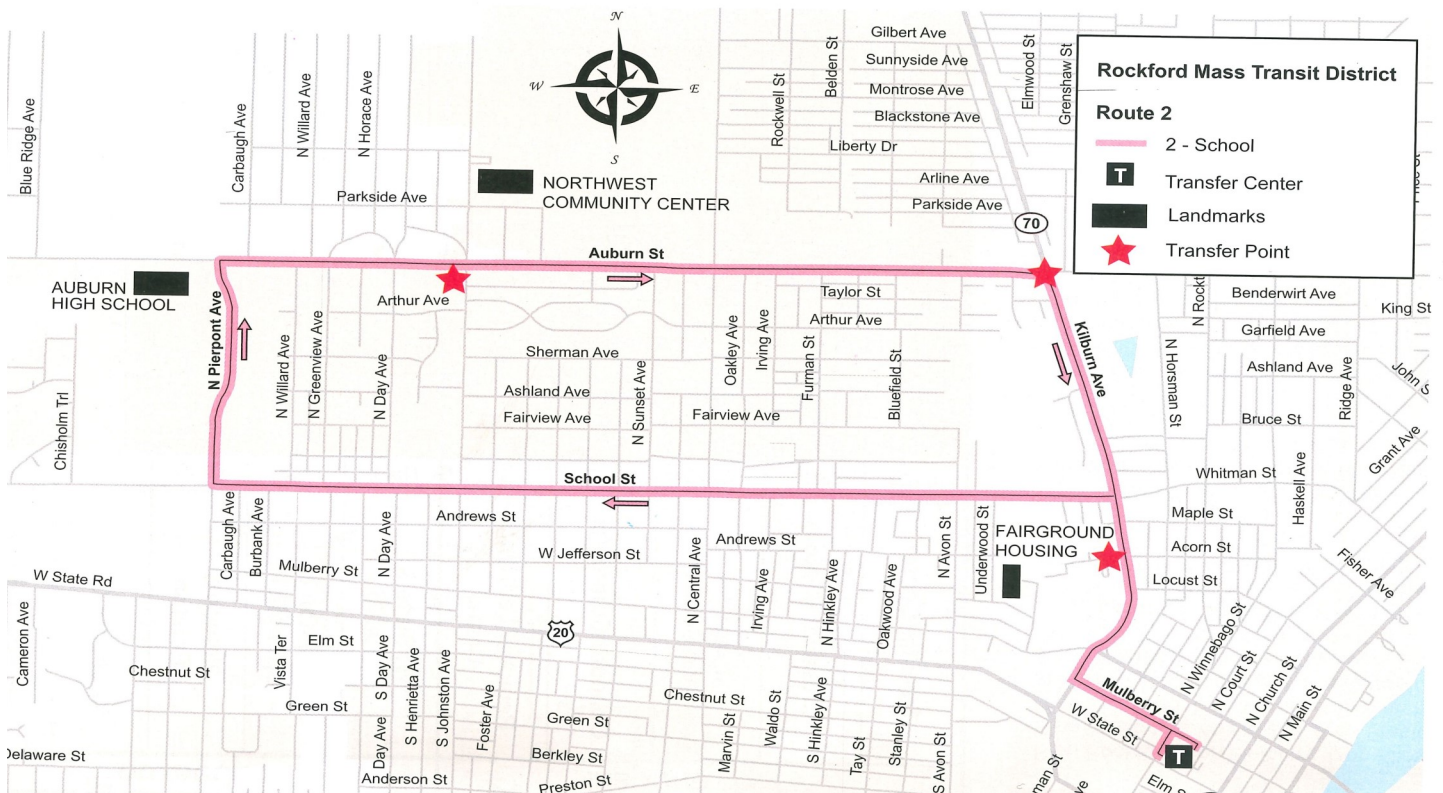 N
W
E
S
Blue Ridge Ave
Carbaugh Ave
N Willard Ave
N Horace Ave
Parkside Ave
NORTHWEST
COMMUNITY CENTER
Rockwell St
Belden St
Gilbert Ave
Sunnyside Ave
Montrose Ave
Blackstone Ave
Liberty Dr
Arline Ave
Parkside Ave
Elmwood St
Grenshaw St
70
Rockford Mass Transit District
Route 2
2 - School
T
Transfer Center
Landmarks
Transfer Point
AUBURN
HIGH SCHOOL
Auburn St
Arthur Ave
Taylor St
Arthur Ave
Sherman Ave
Ashland Ave
Fairview Ave
Fairview Ave
N Pierpont Ave
N Willard Ave
N Greenview Ave
N Day Ave
N Sunset Ave
Oakley Ave
Irving Ave
Furman St
Bluefield St
Kilburn Ave
N Horsman St
Benderwirt Ave
King St
Garfield Ave
Ashland Ave
Ridge Ave
Bruce St
Grant Ave
Whitman St
Haskell Ave
Chisholm Trl
School St
Carbaugh Ave
Burbank Ave
N Day Ave
Andrews St
W Jefferson St
Mulberry St
N Central Ave
Andrews St
Irving Ave
N Hinkley Ave
Oakwood Ave
N Avon St
Underwood St
FAIRGROUND
HOUSING
Maple St
Acorn St
Locust St
Fisher Ave
W State Rd
20
Cameron Ave
Chestnut St
Vista Ter
Elm St
S Day Ave
S Henrietta Ave
S Johnston Ave
Foster Ave
Green St
Day Ave
Anderson St
Green St
Berkley St
Preston St
Chestnut St
Marvin St
Waldo St
S Hinkley Ave
Tay St
Stanley St
S Avon St
Delaware St
Mulberry St
W State St
N Winnebago St
N Court St
N Church St
N Main St
T